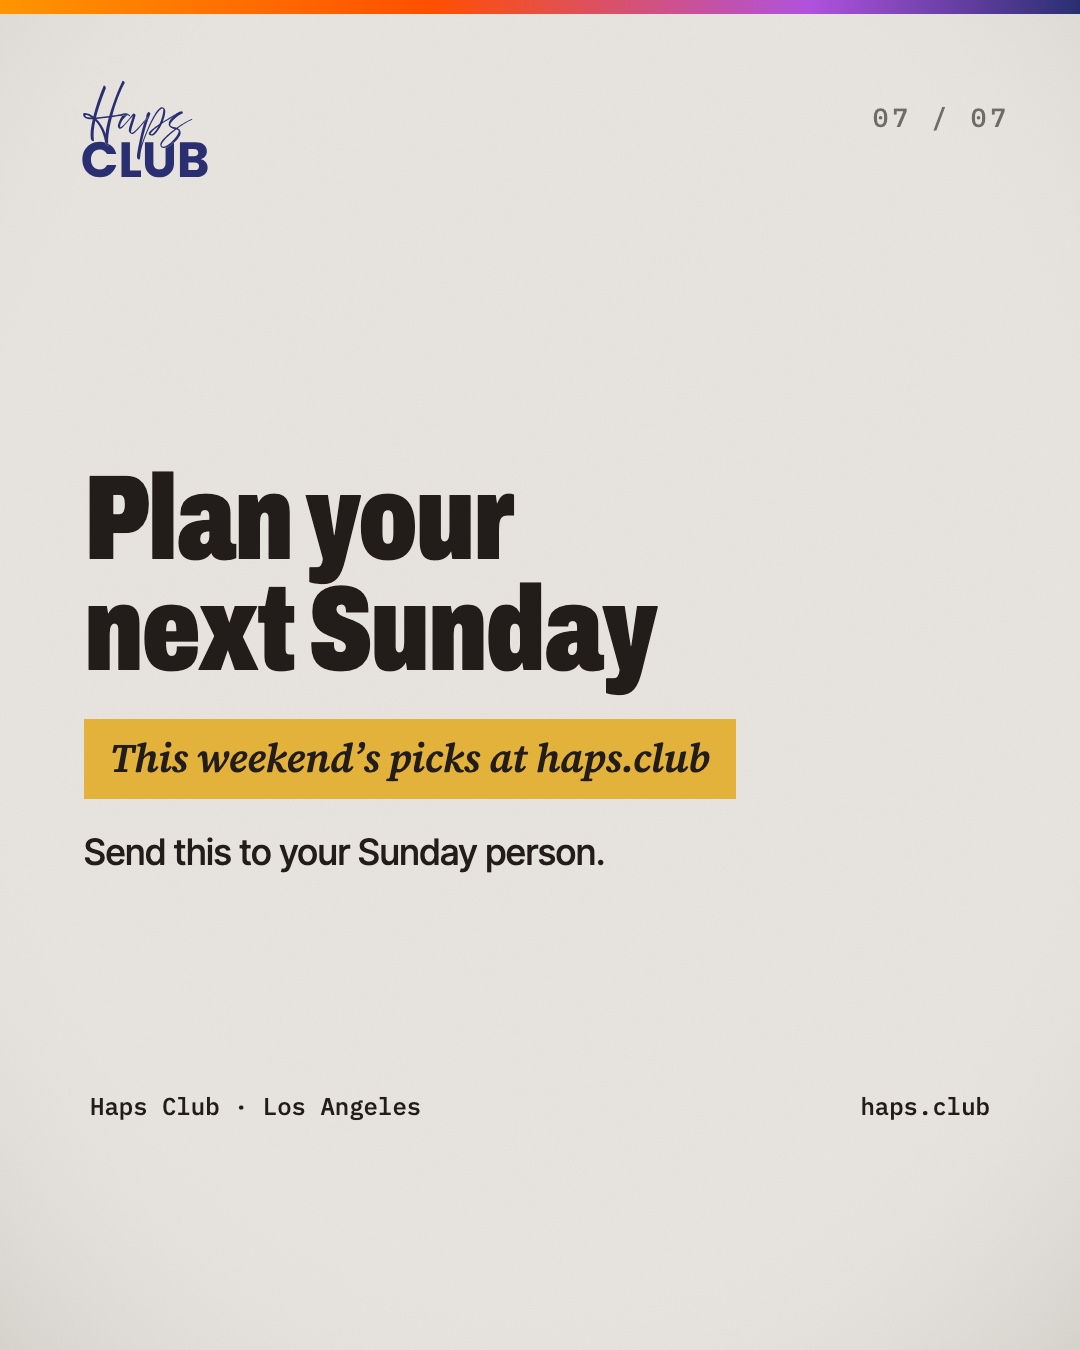 Haps
CLUB
07 / 07
Plan your
next Sunday
This weekend’s picks at haps.club
Send this to your Sunday person.
Haps Club · Los Angeles
haps.club